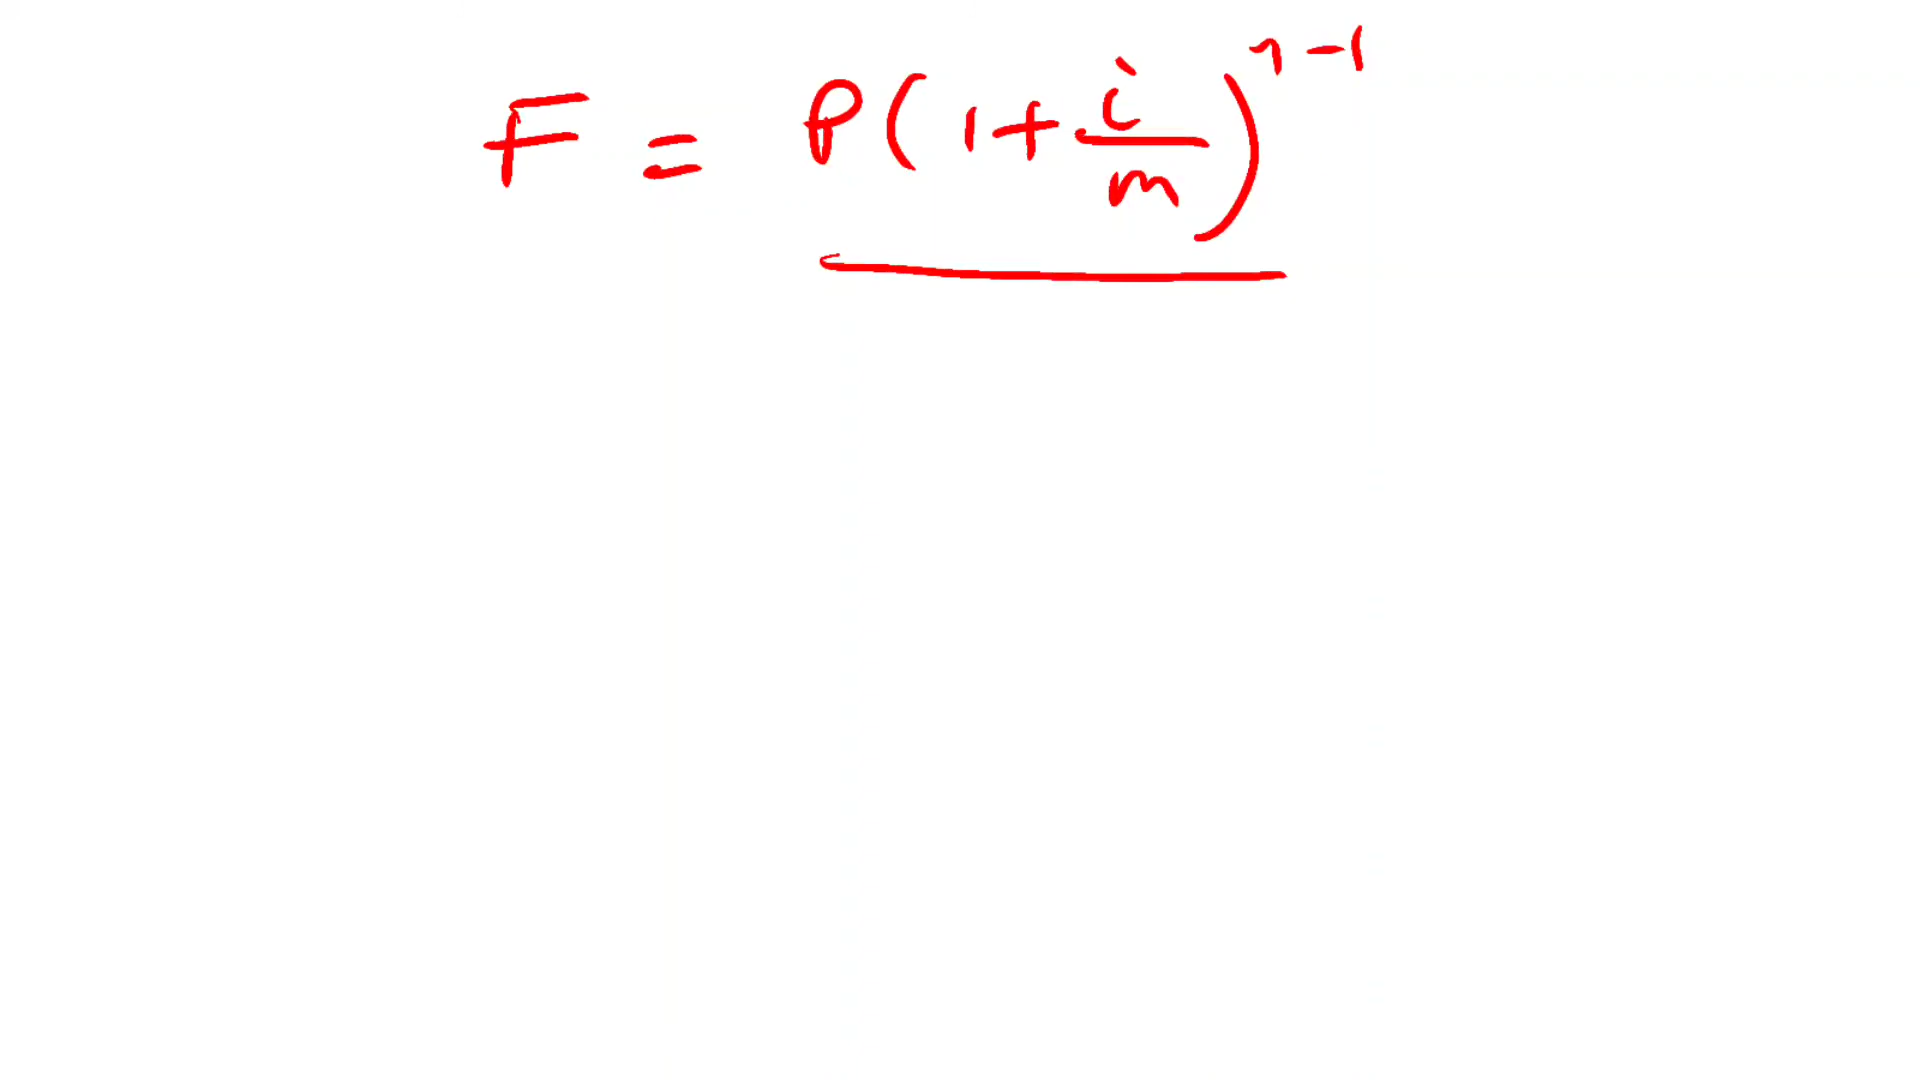 F = P(1+i/m)^n-1